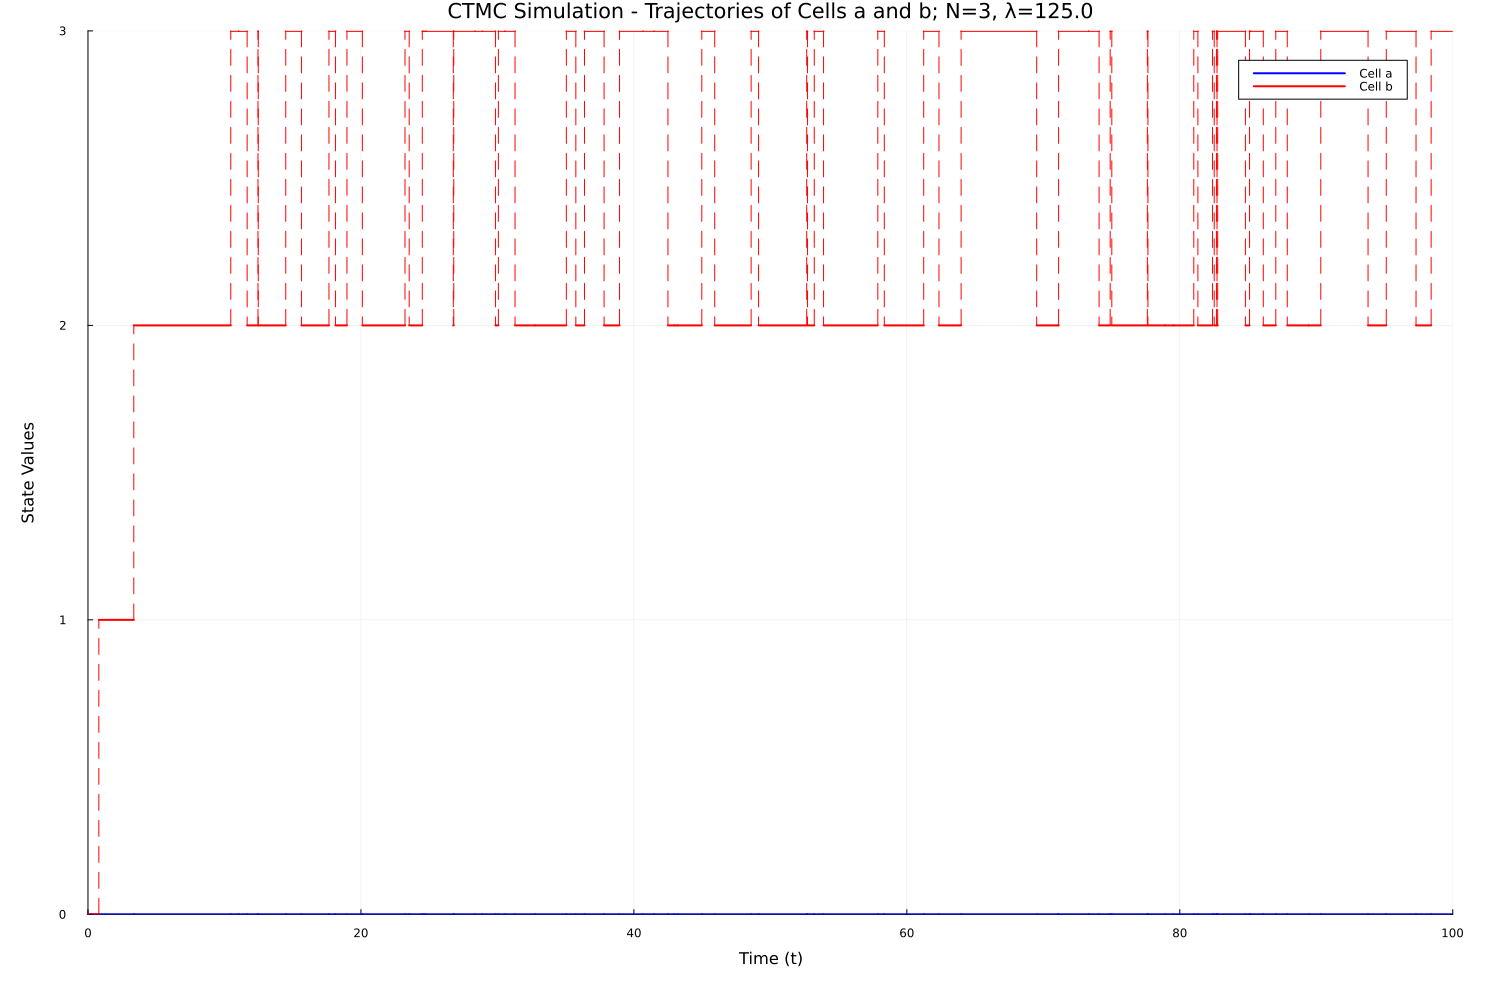 CTMC Simulation - Trajectories of Cells a and b; N=3, λ=125.0
3
Cell a
Cell b
2
State Values
1
0
0 20 40 60 80 100
Time (t)